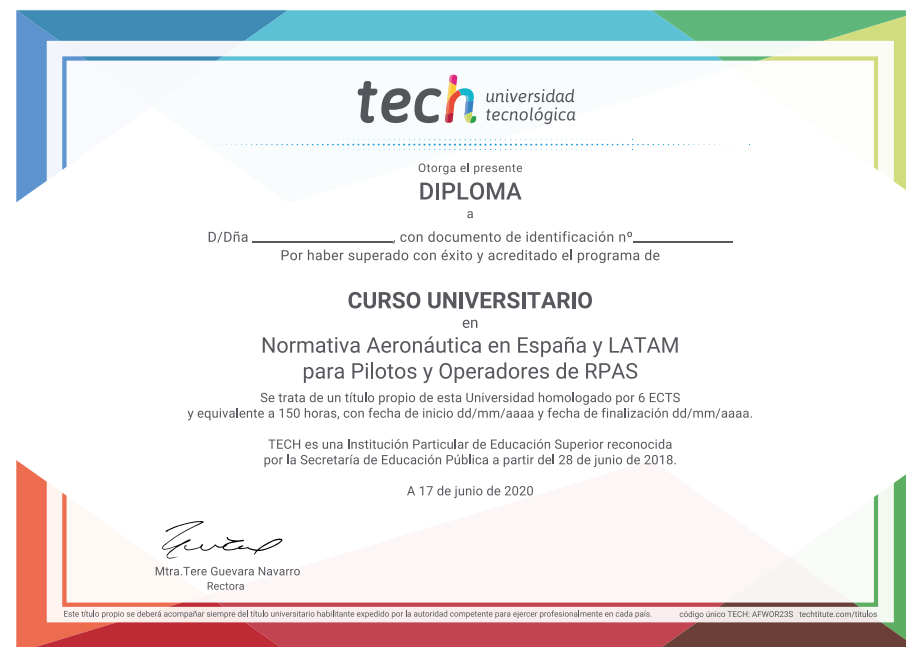 tech universidad
tecnológica
Otorga el presente
DIPLOMA
a
D/Dña ____________________, con documento de identificación nº______________
Por haber superado con éxito y acreditado el programa de
CURSO UNIVERSITARIO
en
Normativa Aeronáutica en España y LATAM
para Pilotos y Operadores de RPAS
Se trata de un título propio de esta Universidad homologado por 6 ECTS
y equivalente a 150 horas, con fecha de inicio dd/mm/aaaa y fecha de finalización dd/mm/aaaa.
TECH es una Institución Particular de Educación Superior reconocida
por la Secretaría de Educación Pública a partir del 28 de junio de 2018.
A 17 de junio de 2020
Mtra.Tere Guevara Navarro
Rectora
Este título propio se deberá acompañar siempre del título universitario habilitante expedido por la autoridad competente para ejercer profesionalmente en cada país. código único TECH: AFWOR23S techtitute.com/títulos